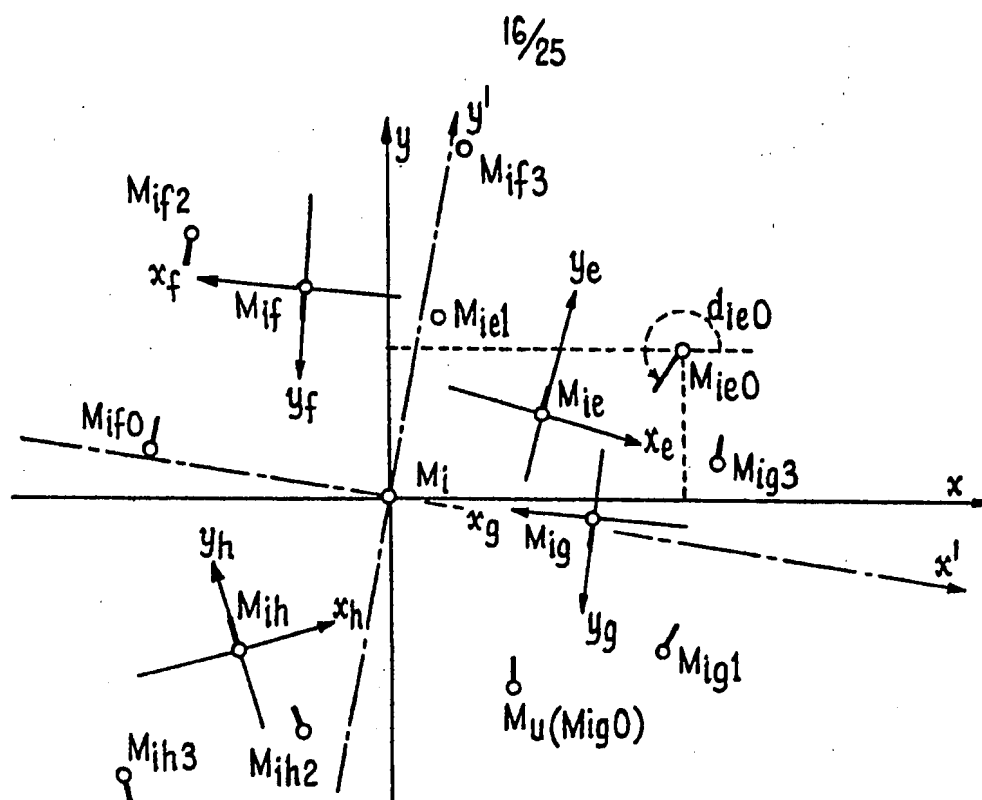 16/25
y
y'
Mif3
Mif2
xf
Mif
yf
Mie1
ye
die0
Mie0
Mie
xe
Mif0
Mi
Mig3
x
xg
Mig
x'
yh
Mih
xh
yg
Mig1
Mu(Mig0)
Mih3
Mih2